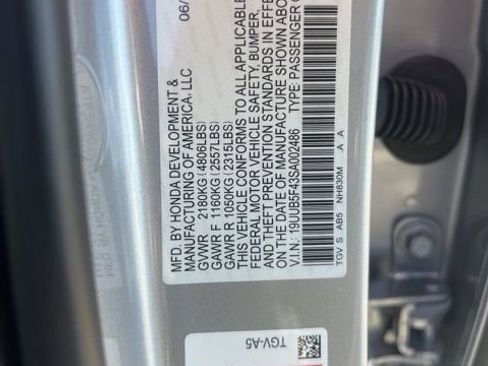 06/
MFD. BY HONDA DEVELOPMENT &
MANUFACTURING OF AMERICA, LLC
GVWR 2180KG(4806LBS)
GAWR F 1160KG(2557LBS)
GAWR R 1050KG(2315LBS)
THIS VEHICLE CONFORMS TO ALL APPLICABLE
FEDERAL MOTOR VEHICLE SAFETY, BUMPER,
AND THEFT PREVENTION STANDARDS IN EFFE
ON THE DATE OF MANUFACTURE SHOWN ABO
V.I.N.: 19UUB5F43SA002486 TYPE: PASSENGER
TGV S AB5 NH830M A A
TGV-A5